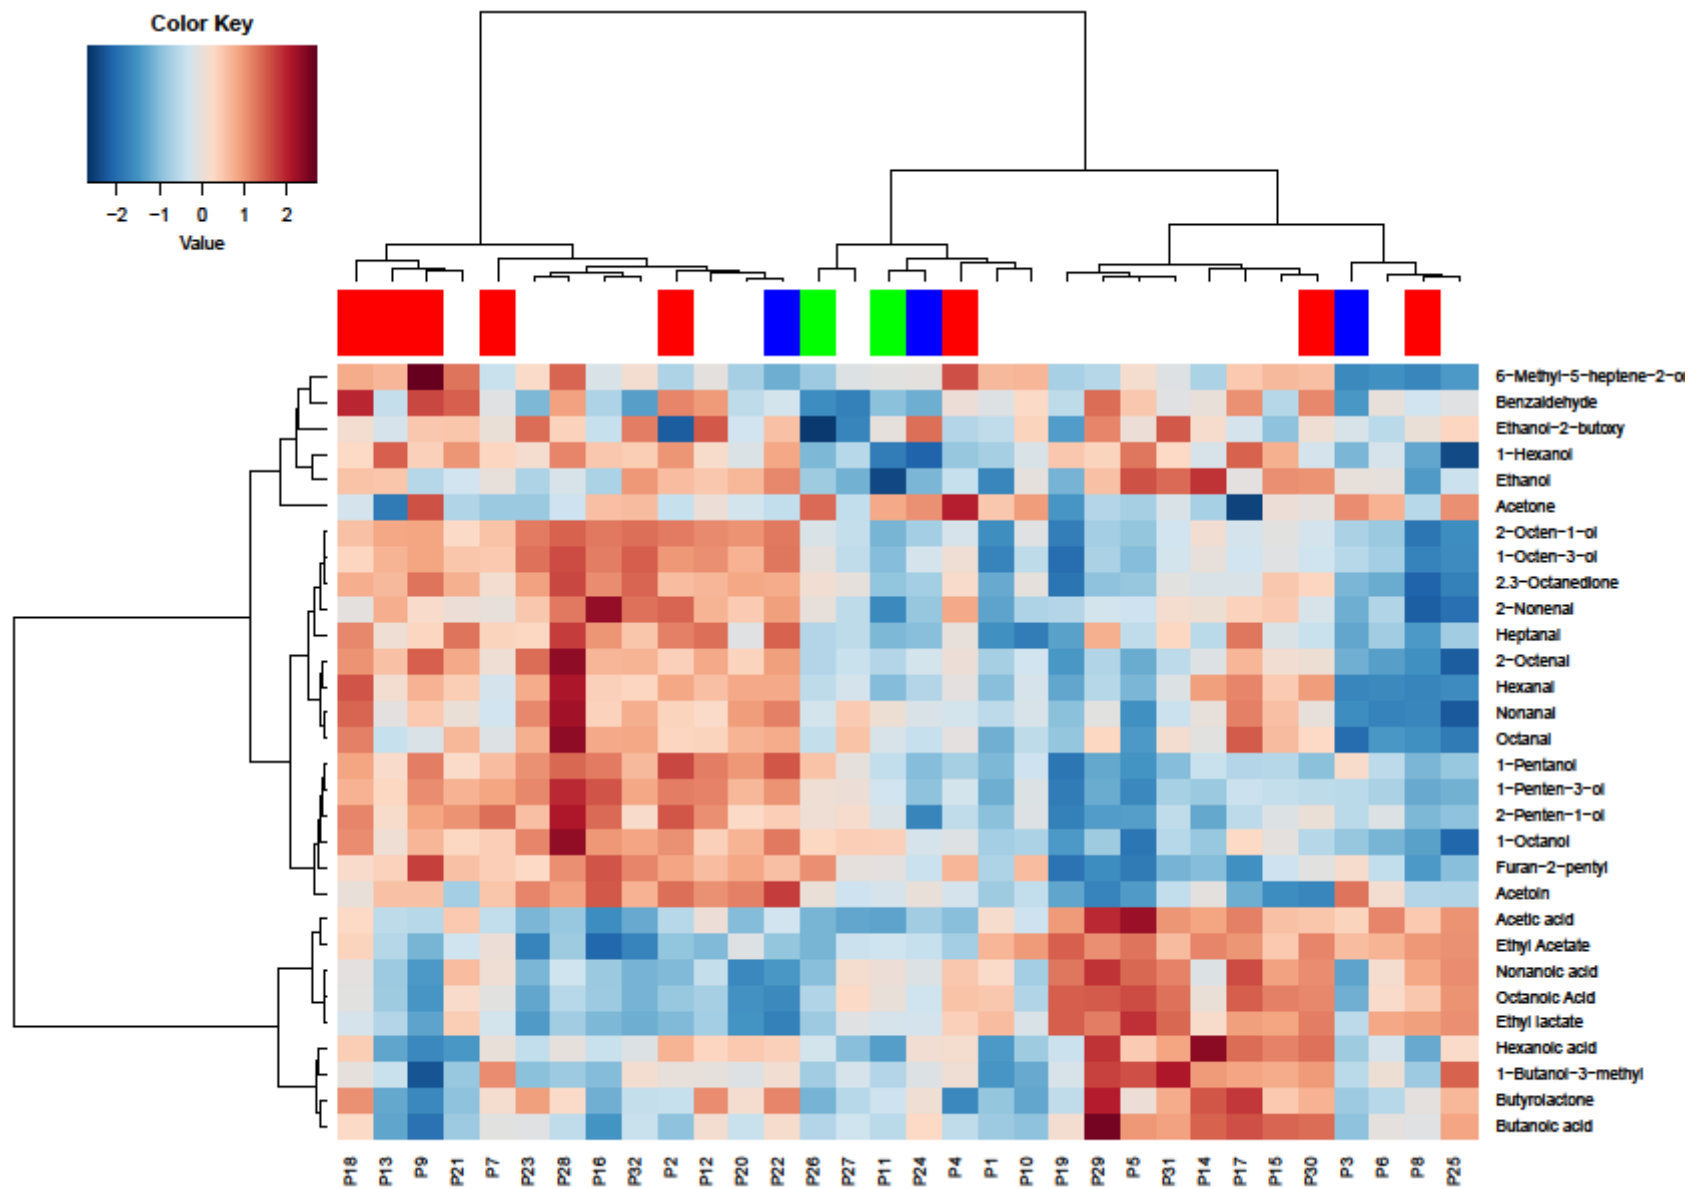 Color Key
−2 −1 0 1 2
Value
6−Methyl−5−heptene−2−o
Benzaldehyde
Ethanol−2−butoxy
1−Hexanol
Ethanol
Acetone
2−Octen−1−ol
1−Octen−3−ol
2.3−Octanedione
2−Nonenal
Heptanal
2−Octenal
Hexanal
Nonanal
Octanal
1−Pentanol
1−Penten−3−ol
2−Penten−1−ol
1−Octanol
Furan−2−pentyl
Acetoin
Acetic acid
Ethyl Acetate
Nonanoic acid
Octanoic Acid
Ethyl lactate
Hexanoic acid
1−Butanol−3−methyl
Butyrolactone
Butanoic acid
P18 P13 P9 P21 P7 P23 P28 P16 P32 P2 P12 P20 P22 P26 P27 P11 P24 P4 P1 P10 P19 P29 P5 P31 P14 P17 P15 P30 P3 P6 P8 P25